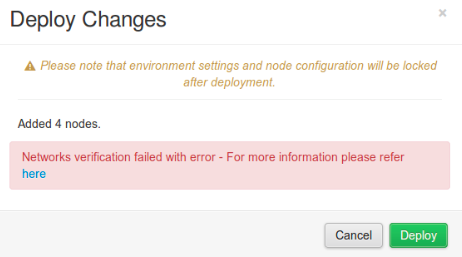 Deploy Changes
×
Please note that environment settings and node configuration will be locked
after deployment.
Added 4 nodes.
Networks verification failed with error - For more information please refer
here
Cancel
Deploy